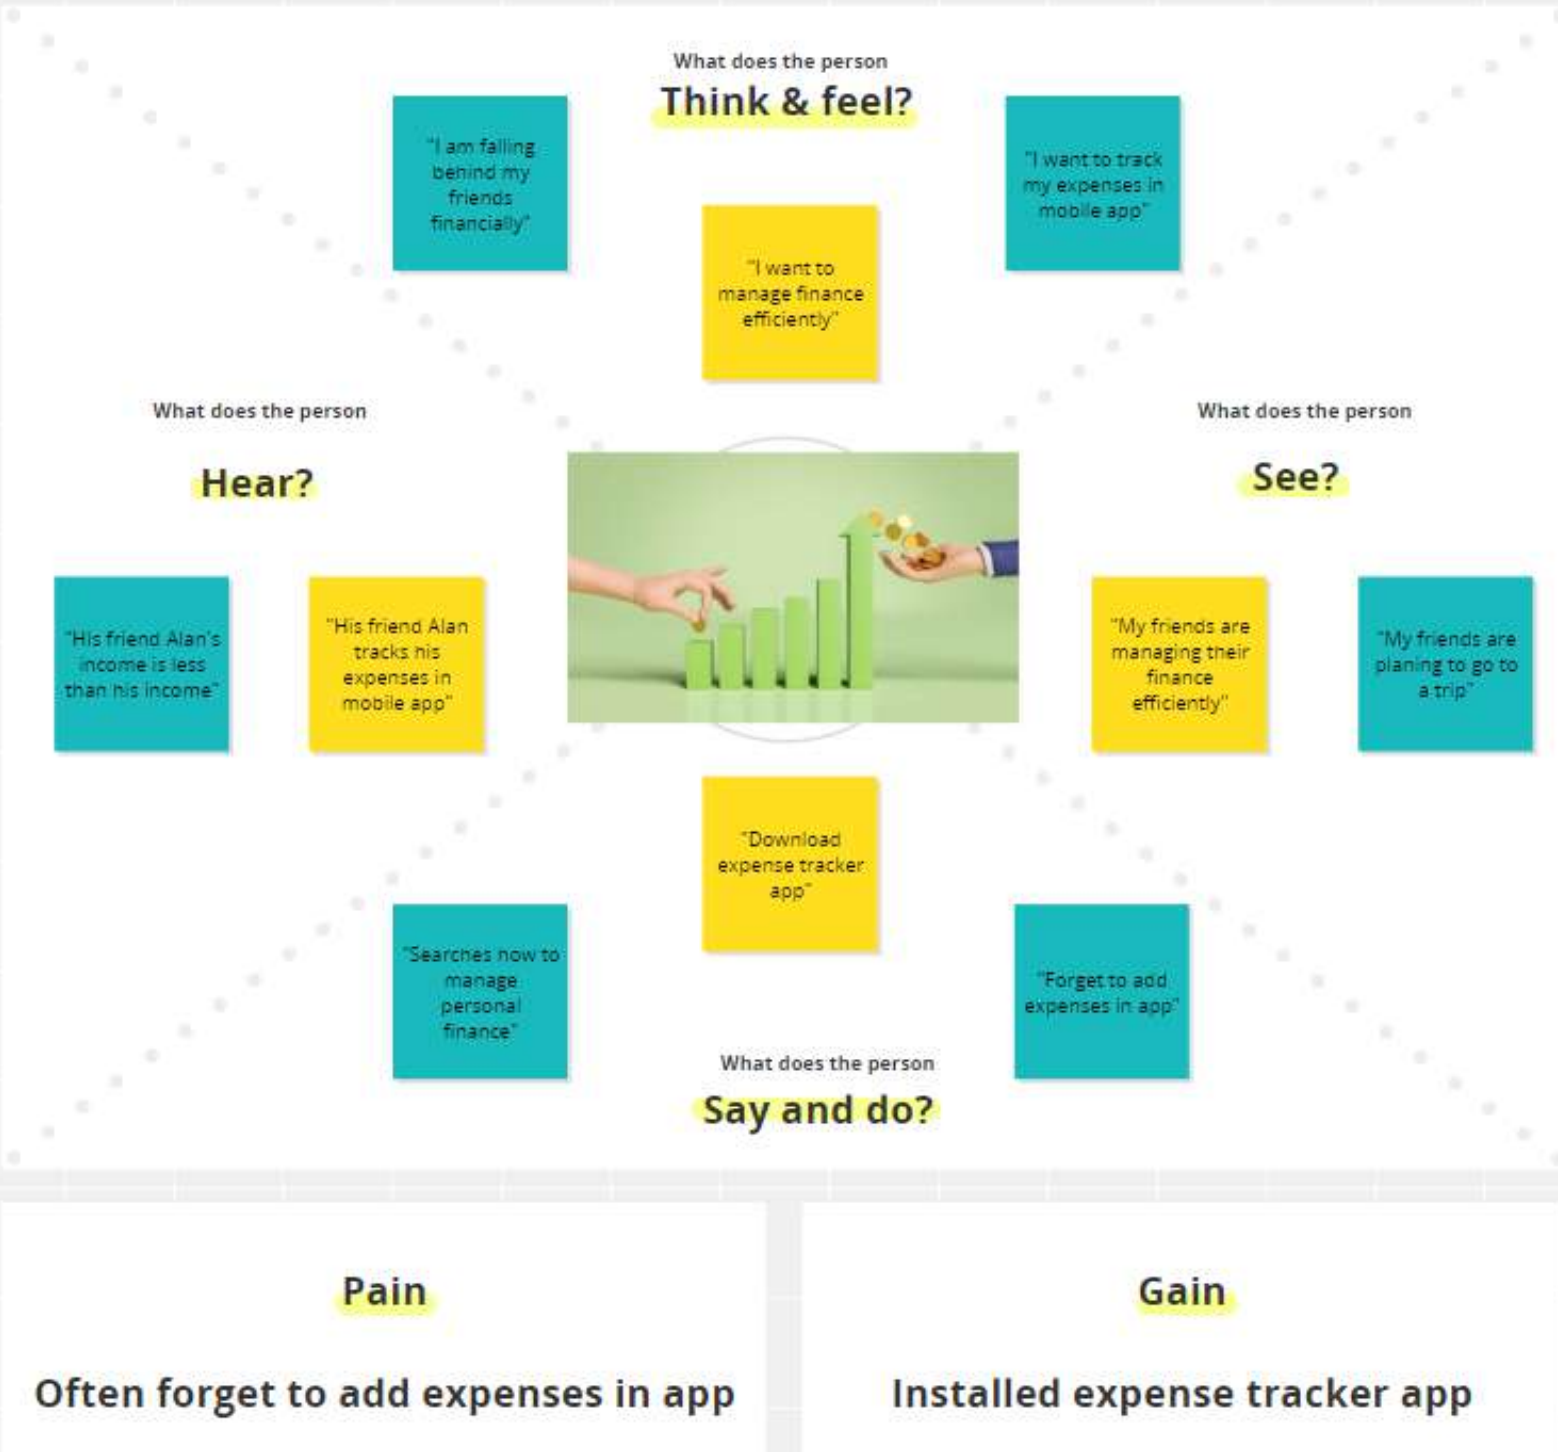 What does the person
Think & feel?
"I am falling
behind my
friends
financially"
"I want to
manage finance
efficiently"
"I want to track
my expenses in
mobile app"
What does the person
Hear?
"His friend Alan's
income is less
than his income"
"His friend Alan
tracks his
expenses in
mobile app"
What does the person
See?
"My friends are
managing their
finance
efficiently"
"My friends are
planing to go to
a trip"
"Download
expense tracker
app"
"Searches how to
manage
personal
finance"
"Forget to add
expenses in app"
What does the person
Say and do?
Pain
Often forget to add expenses in app
Gain
Installed expense tracker app